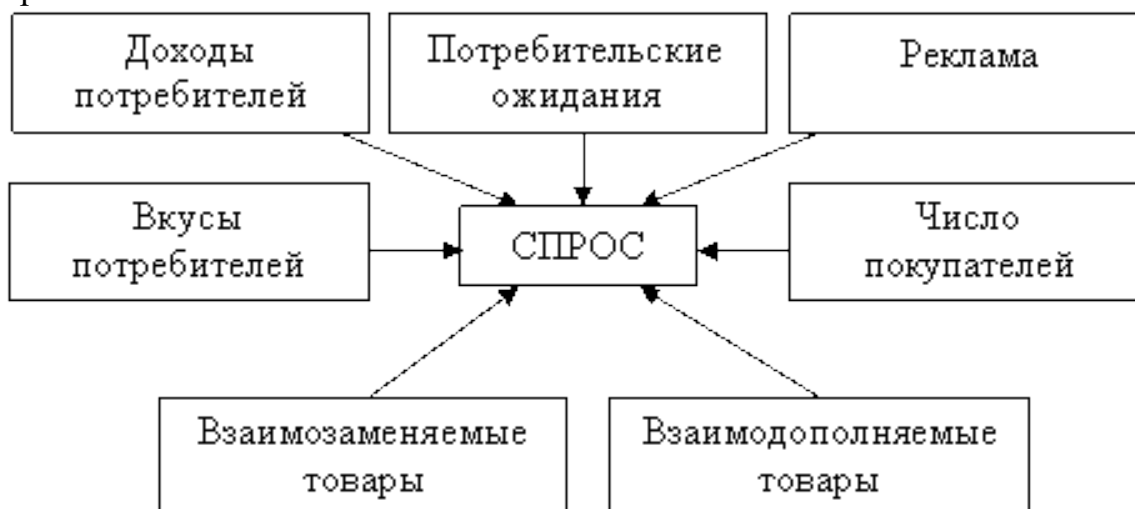 Доходы
потребителей
Потребительские
ожидания
Реклама
Вкусы
потребителей
СПРОС
Число
покупателей
Взаимозаменяемые
товары
Взаимодополняемые
товары